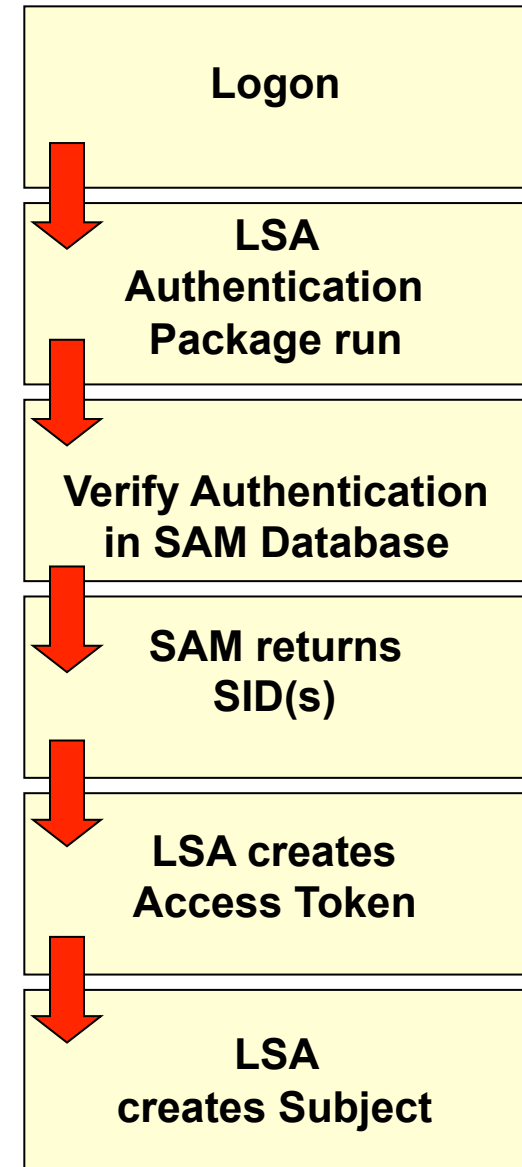 Logon
LSA
Authentication
Package run
Verify Authentication
in SAM Database
SAM returns
SID(s)
LSA creates
Access Token
LSA
creates Subject